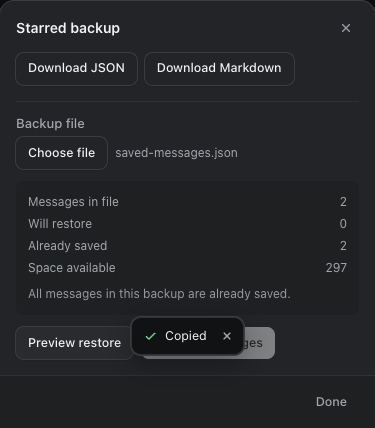 Starred backup
Download JSON Download Markdown
Backup file
Choose file saved-messages.json
Messages in file 2
Will restore 0
Already saved 2
Space available 297
All messages in this backup are already saved.
Preview restore Copied
Done